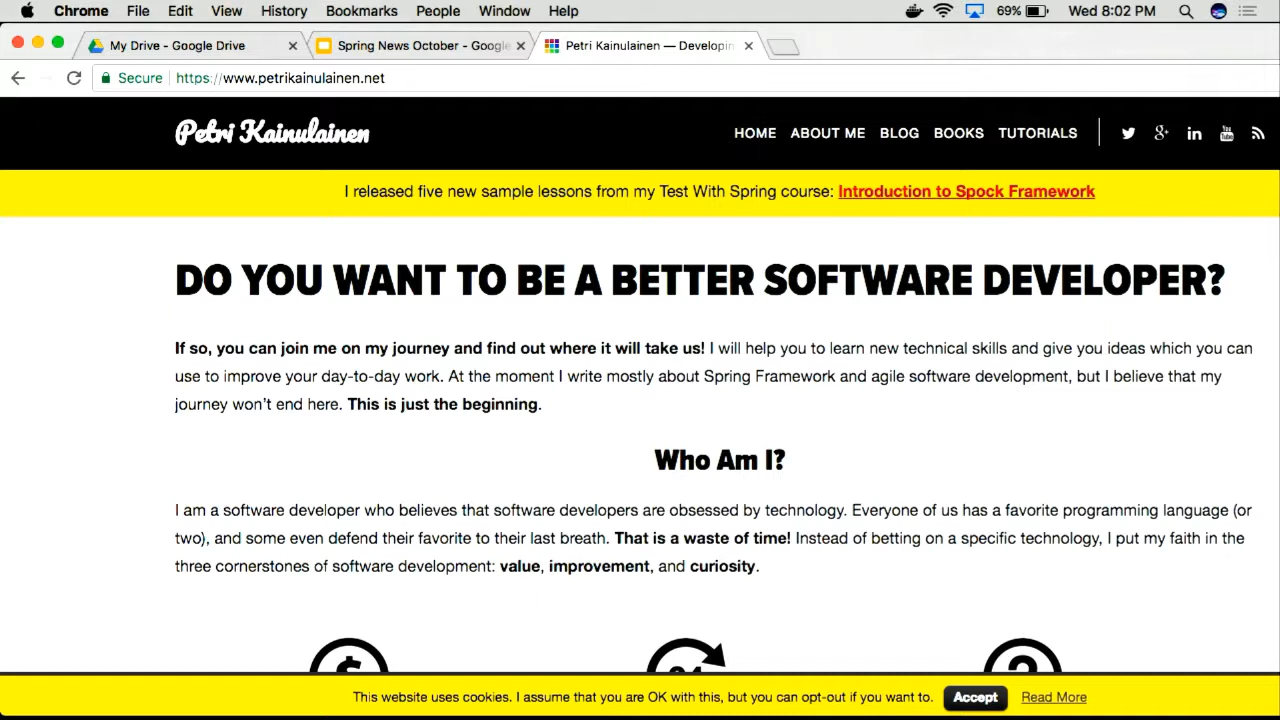 Chrome File Edit View History Bookmarks People Window Help 69% Wed 8:02 PM
My Drive - Google Drive Spring News October - Google Petri Kainulainen — Developin
Secure https://www.petrikainulainen.net
Petri Kainulainen HOME ABOUT ME BLOG BOOKS TUTORIALS
I released five new sample lessons from my Test With Spring course: Introduction to Spock Framework
DO YOU WANT TO BE A BETTER SOFTWARE DEVELOPER?
If so, you can join me on my journey and find out where it will take us! I will help you to learn new technical skills and give you ideas which you can
use to improve your day-to-day work. At the moment I write mostly about Spring Framework and agile software development, but I believe that my
journey won't end here. This is just the beginning.
Who Am I?
I am a software developer who believes that software developers are obsessed by technology. Everyone of us has a favorite programming language (or
two), and some even defend their favorite to their last breath. That is a waste of time! Instead of betting on a specific technology, I put my faith in the
three cornerstones of software development: value, improvement, and curiosity.
This website uses cookies. I assume that you are OK with this, but you can opt-out if you want to. Accept Read More